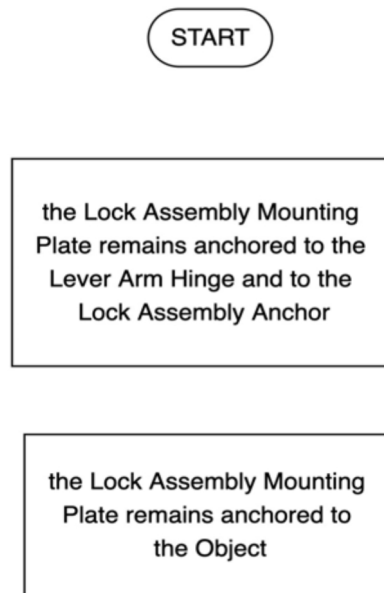 START
the Lock Assembly Mounting
Plate remains anchored to the
Lever Arm Hinge and to the
Lock Assembly Anchor
the Lock Assembly Mounting
Plate remains anchored to
the Object